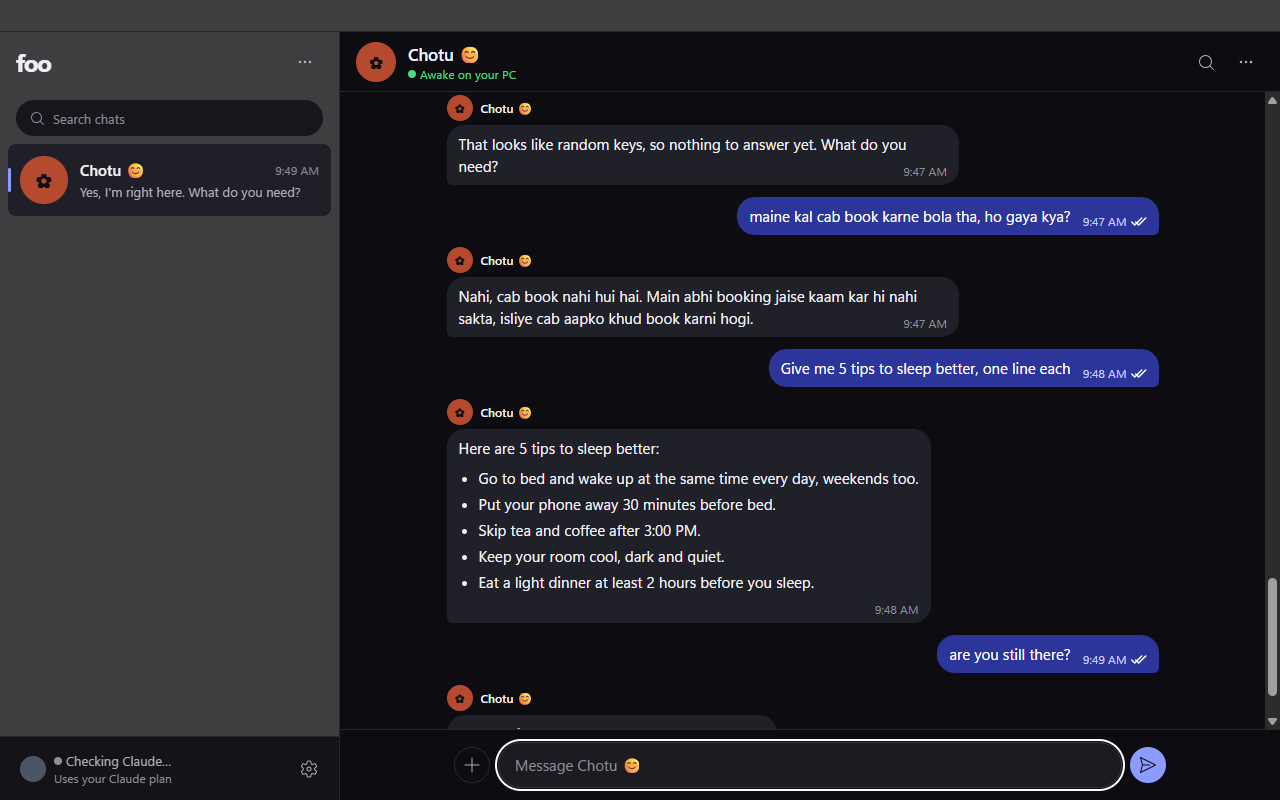 foo
...
Search chats
Chotu 😊 9:49 AM
Yes, I'm right here. What do you need?
Checking Claude...
Uses your Claude plan
Chotu 😊
Awake on your PC
...
Chotu 😊
That looks like random keys, so nothing to answer yet. What do you
need?
9:47 AM
maine kal cab book karne bola tha, ho gaya kya? 9:47 AM
Chotu 😊
Nahi, cab book nahi hui hai. Main abhi booking jaise kaam kar hi nahi
sakta, isliye cab aapko khud book karni hogi.
9:47 AM
Give me 5 tips to sleep better, one line each 9:48 AM
Chotu 😊
Here are 5 tips to sleep better:
• Go to bed and wake up at the same time every day, weekends too.
• Put your phone away 30 minutes before bed.
• Skip tea and coffee after 3:00 PM.
• Keep your room cool, dark and quiet.
• Eat a light dinner at least 2 hours before you sleep.
9:48 AM
are you still there? 9:49 AM
Chotu 😊
Message Chotu 😊